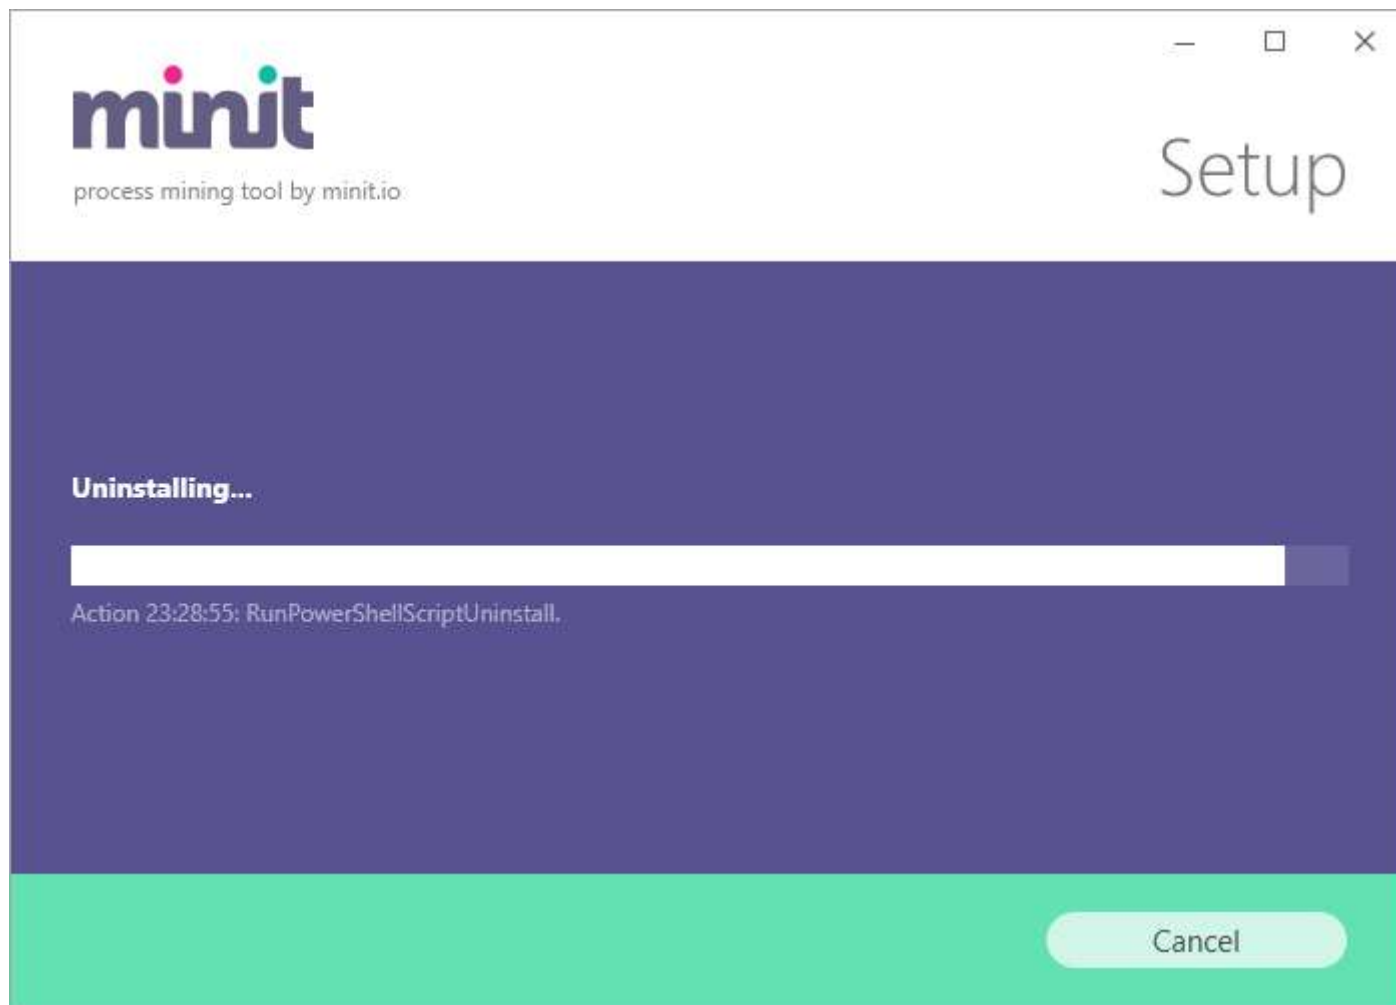 minit
process mining tool by minit.io
Setup
Uninstalling...
Action 23:28:55: RunPowerShellScriptUninstall.
Cancel